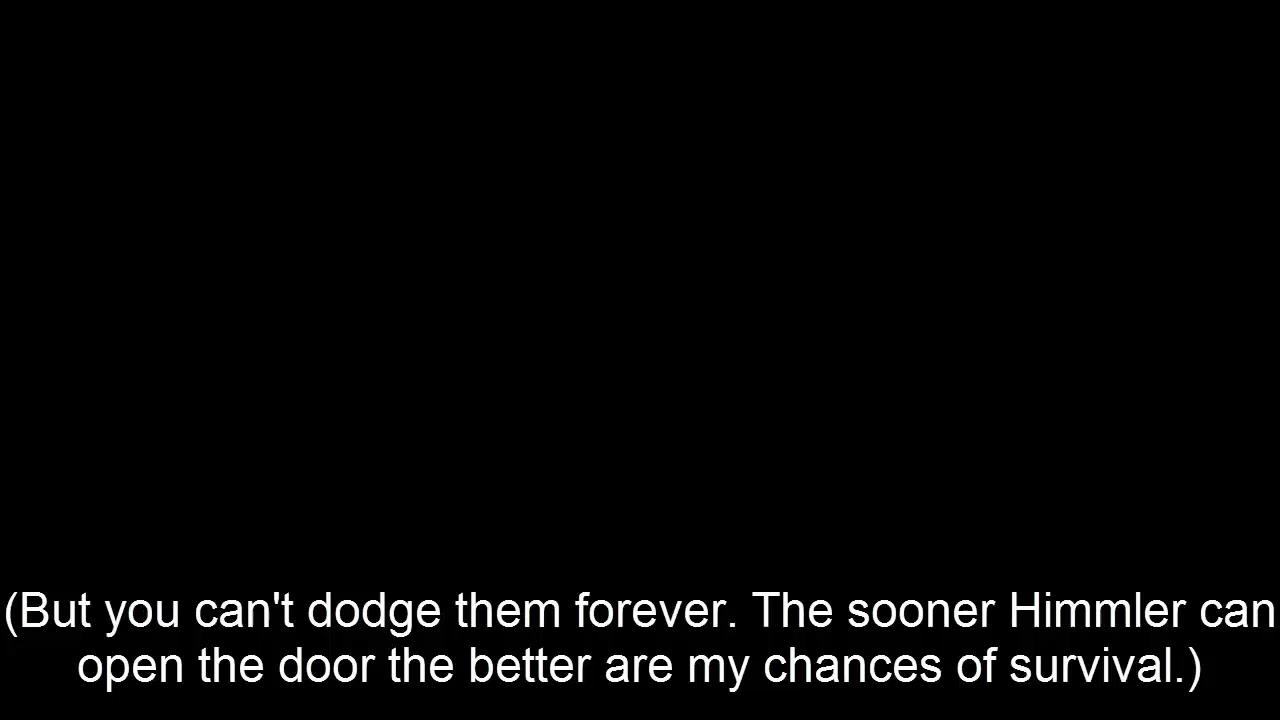 (But you can't dodge them forever. The sooner Himmler can
open the door the better are my chances of survival.)